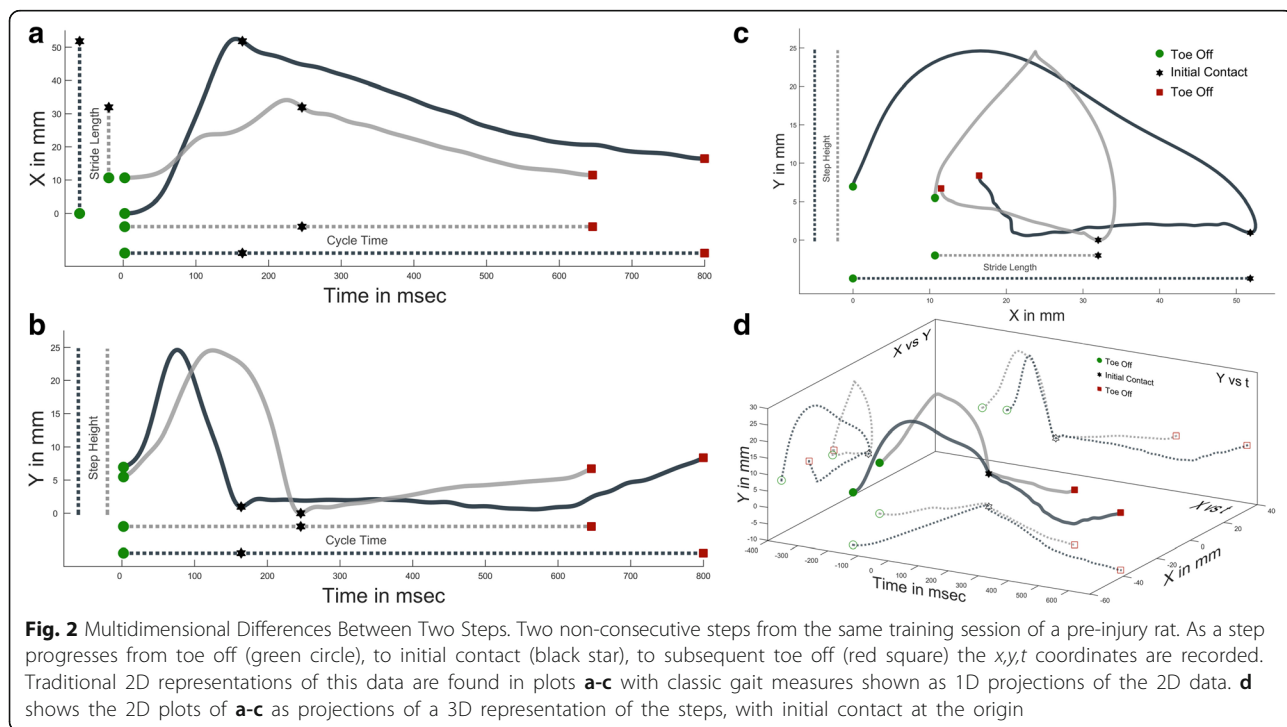 a
50
40
30
20
10
0
X in mm
Stride Length
Cycle Time
0 100 200 300 400 500 600 700 800
Time in msec
b
25
20
15
10
5
0
Y in mm
Step Height
Cycle Time
0 100 200 300 400 500 600 700 800
Time in msec
c
25
20
15
10
5
0
Y in mm
Step Height
Toe Off
Initial Contact
Toe Off
Stride Length
0 10 20 30 40 50
X in mm
d
X vs Y
Y vs t
X vs t
Toe Off
Initial Contact
Toe Off
30
25
20
15
10
5
0
-5
-10
Y in mm
-400 -300 -200 -100 0 100 200 300 400 500 600
Time in msec
-60 -40 -20 0 20 40
X in mm
Fig. 2 Multidimensional Differences Between Two Steps. Two non-consecutive steps from the same training session of a pre-injury rat. As a step
progresses from toe off (green circle), to initial contact (black star), to subsequent toe off (red square) the x,y,t coordinates are recorded.
Traditional 2D representations of this data are found in plots a-c with classic gait measures shown as 1D projections of the 2D data. d
shows the 2D plots of a-c as projections of a 3D representation of the steps, with initial contact at the origin